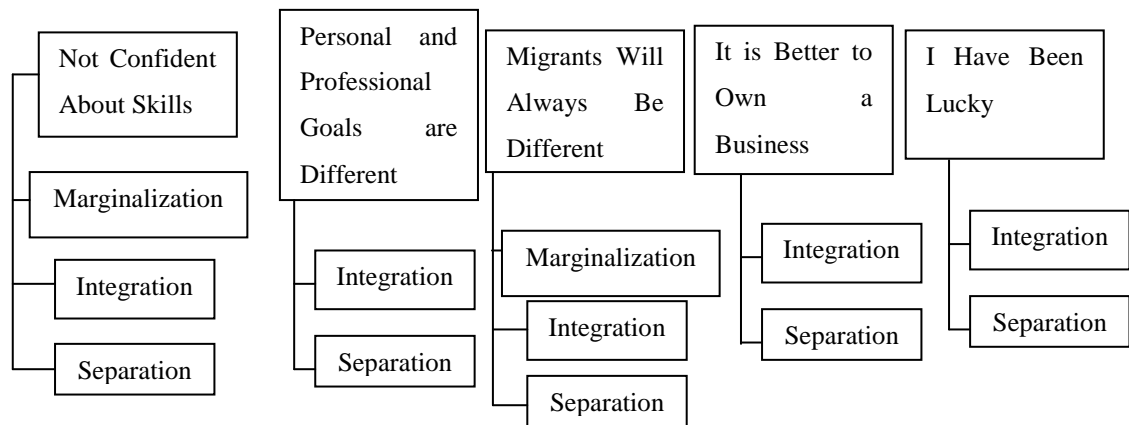 Not Confident
About Skills
Marginalization
Integration
Separation
Personal and
Professional
Goals are
Different
Integration
Separation
Migrants Will
Always Be
Different
Marginalization
Integration
Separation
It is Better to
Own a
Business
Integration
Separation
I Have Been
Lucky
Integration
Separation